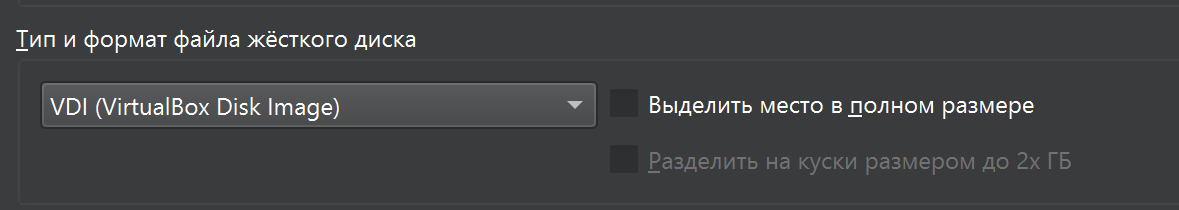 Тип и формат файла жёсткого диска
VDI (VirtualBox Disk Image)
Выделить место в полном размере
Разделить на куски размером до 2х ГБ